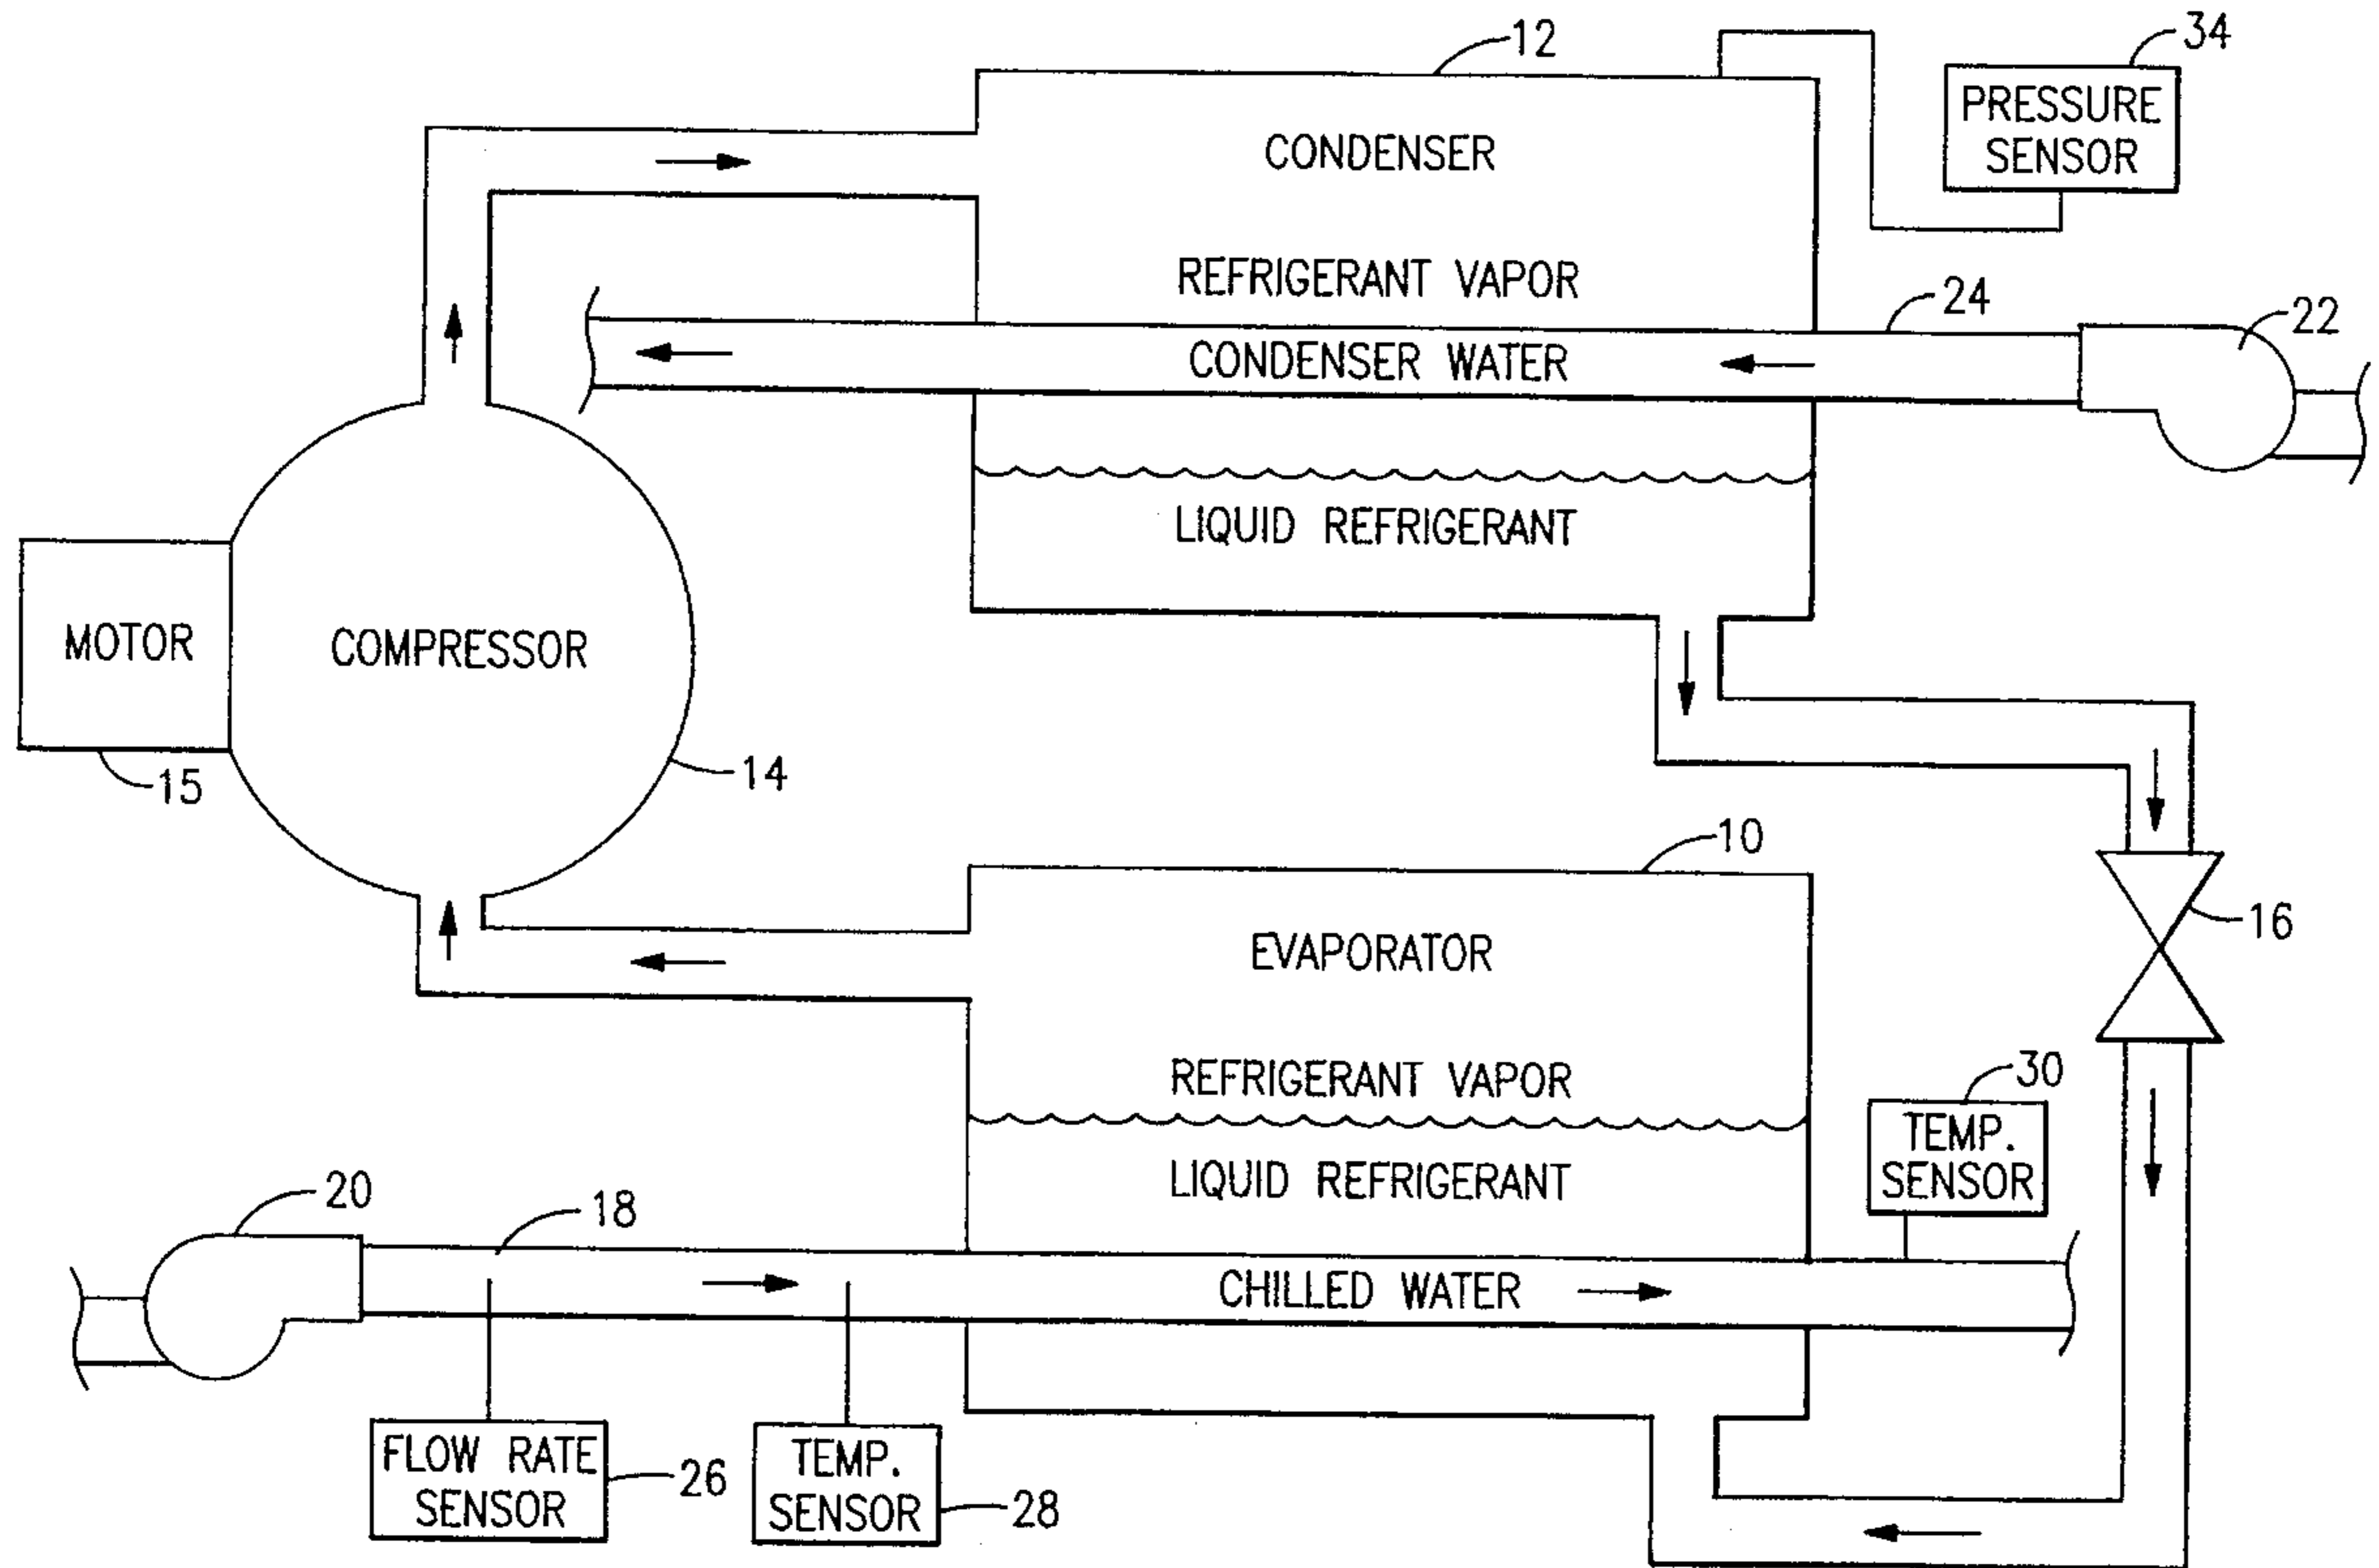 12
34
PRESSURE
SENSOR
CONDENSER
REFRIGERANT VAPOR
24
22
CONDENSER WATER
LIQUID REFRIGERANT
MOTOR
COMPRESSOR
15
14
10
16
EVAPORATOR
REFRIGERANT VAPOR
30
TEMP.
SENSOR
LIQUID REFRIGERANT
20
18
CHILLED WATER
FLOW RATE
SENSOR
26
TEMP.
SENSOR
28